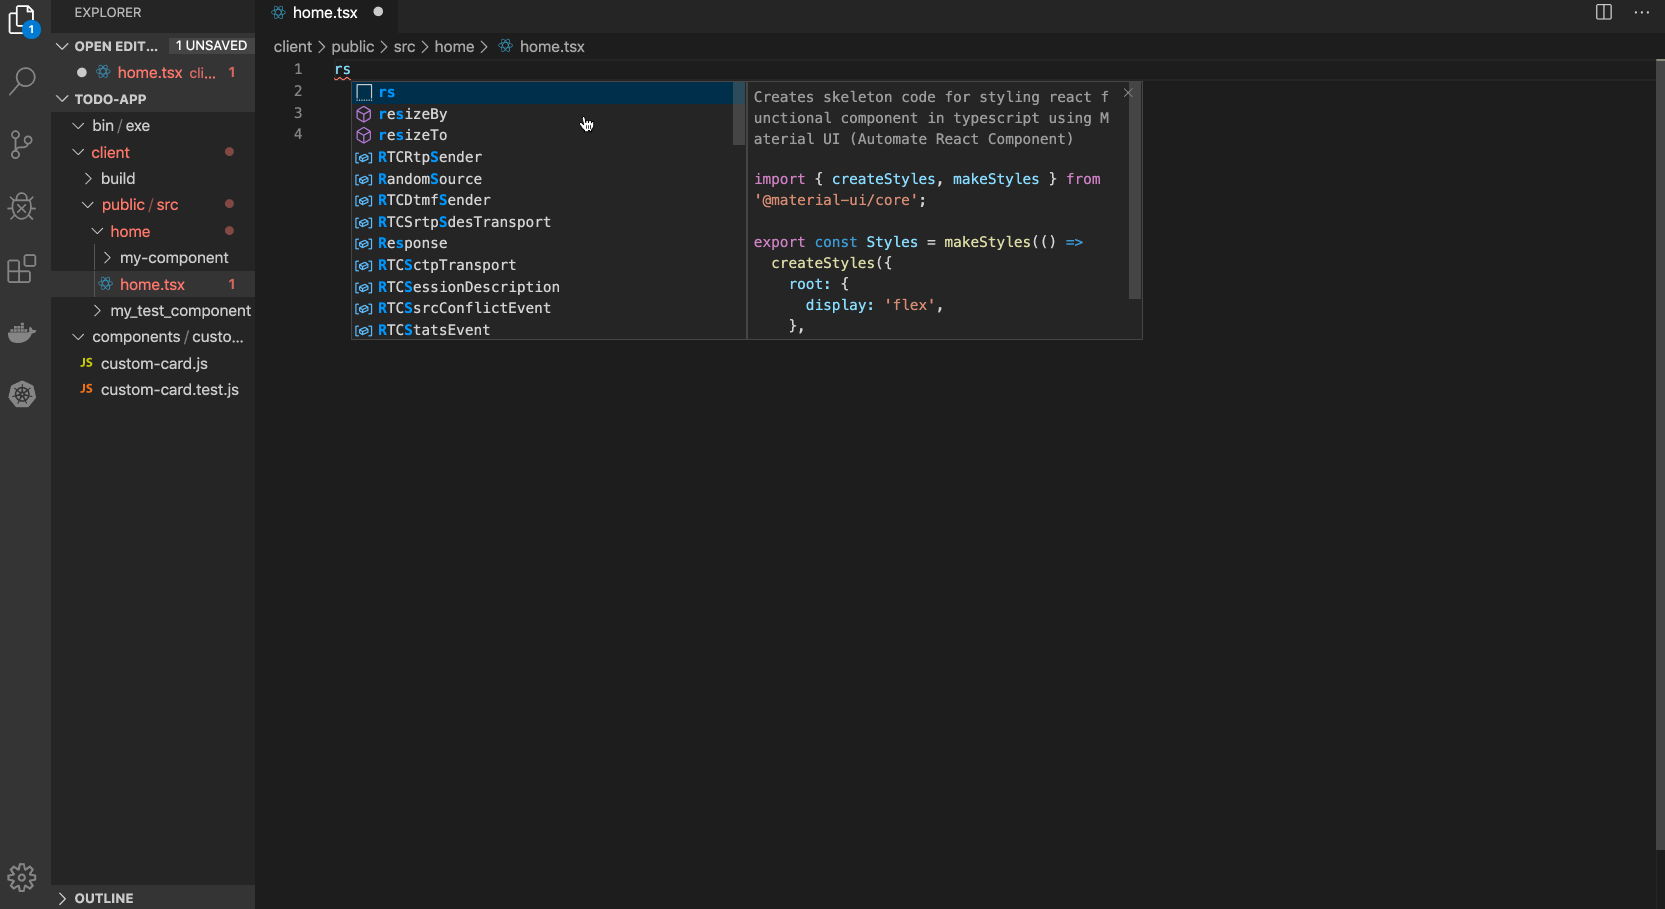 EXPLORER
OPEN EDIT... 1 UNSAVED
home.tsx cli... 1
TODO-APP
bin / exe
client
build
public / src
home
my-component
home.tsx 1
my_test_component
components / custo...
JS custom-card.js
JS custom-card.test.js
OUTLINE
1
home.tsx
client > public > src > home > home.tsx
1 rs
2
3
4
rs
resizeBy
resizeTo
RTCRtpSender
RandomSource
RTCDtmfSender
RTCSrtpSdesTransport
Response
RTCSctpTransport
RTCSessionDescription
RTCSsrcConflictEvent
RTCStatsEvent
Creates skeleton code for styling react f
unctional component in typescript using M
aterial UI (Automate React Component)
import { createStyles, makeStyles } from
'@material-ui/core';
export const Styles = makeStyles(() =>
createStyles({
root: {
display: 'flex',
},